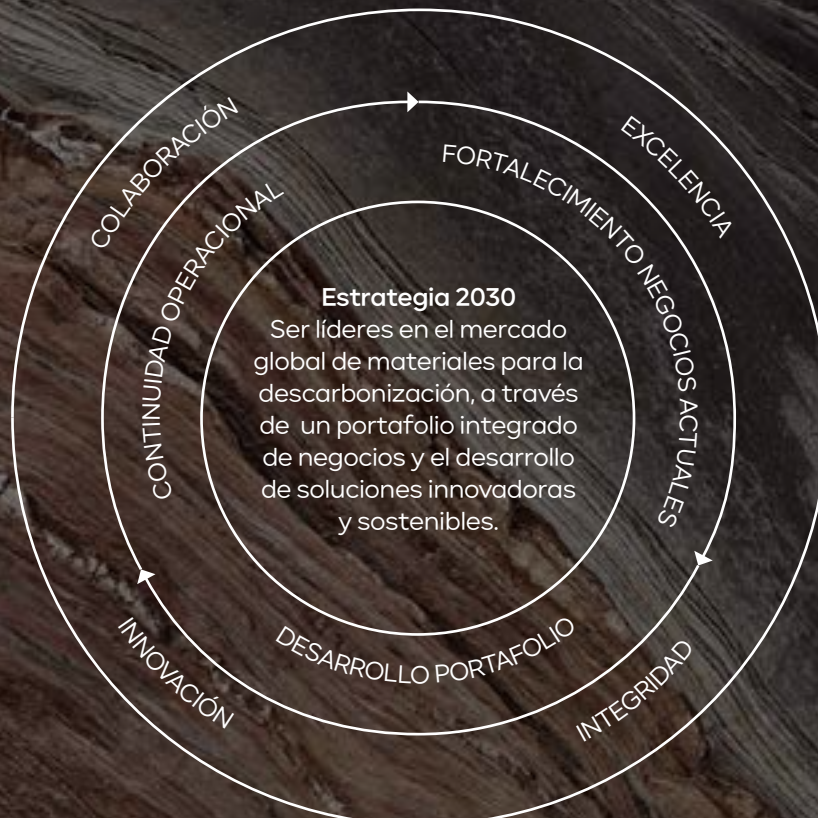 COLABORACIÓN
EXCELENCIA
CONTINUIDAD OPERACIONAL
FORTALECIMIENTO NEGOCIOS ACTUALES
Estrategia 2030
Ser líderes en el mercado
global de materiales para la
descarbonización, a través
de un portafolio integrado
de negocios y el desarrollo
de soluciones innovadoras
y sostenibles.
DESARROLLO PORTAFOLIO
INNOVACIÓN
INTEGRIDAD